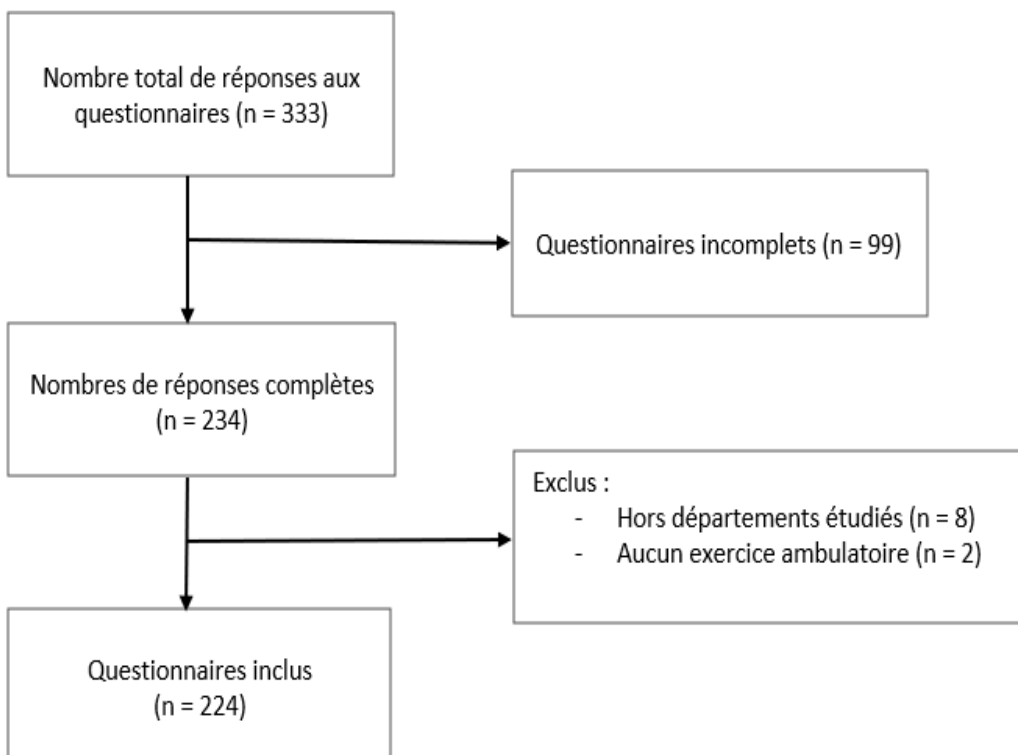 Nombre total de réponses aux
questionnaires (n = 333)
Questionnaires incomplets (n = 99)
Nombres de réponses complètes
(n = 234)
Exclus :
- Hors départements étudiés (n = 8)
- Aucun exercice ambulatoire (n = 2)
Questionnaires inclus
(n = 224)